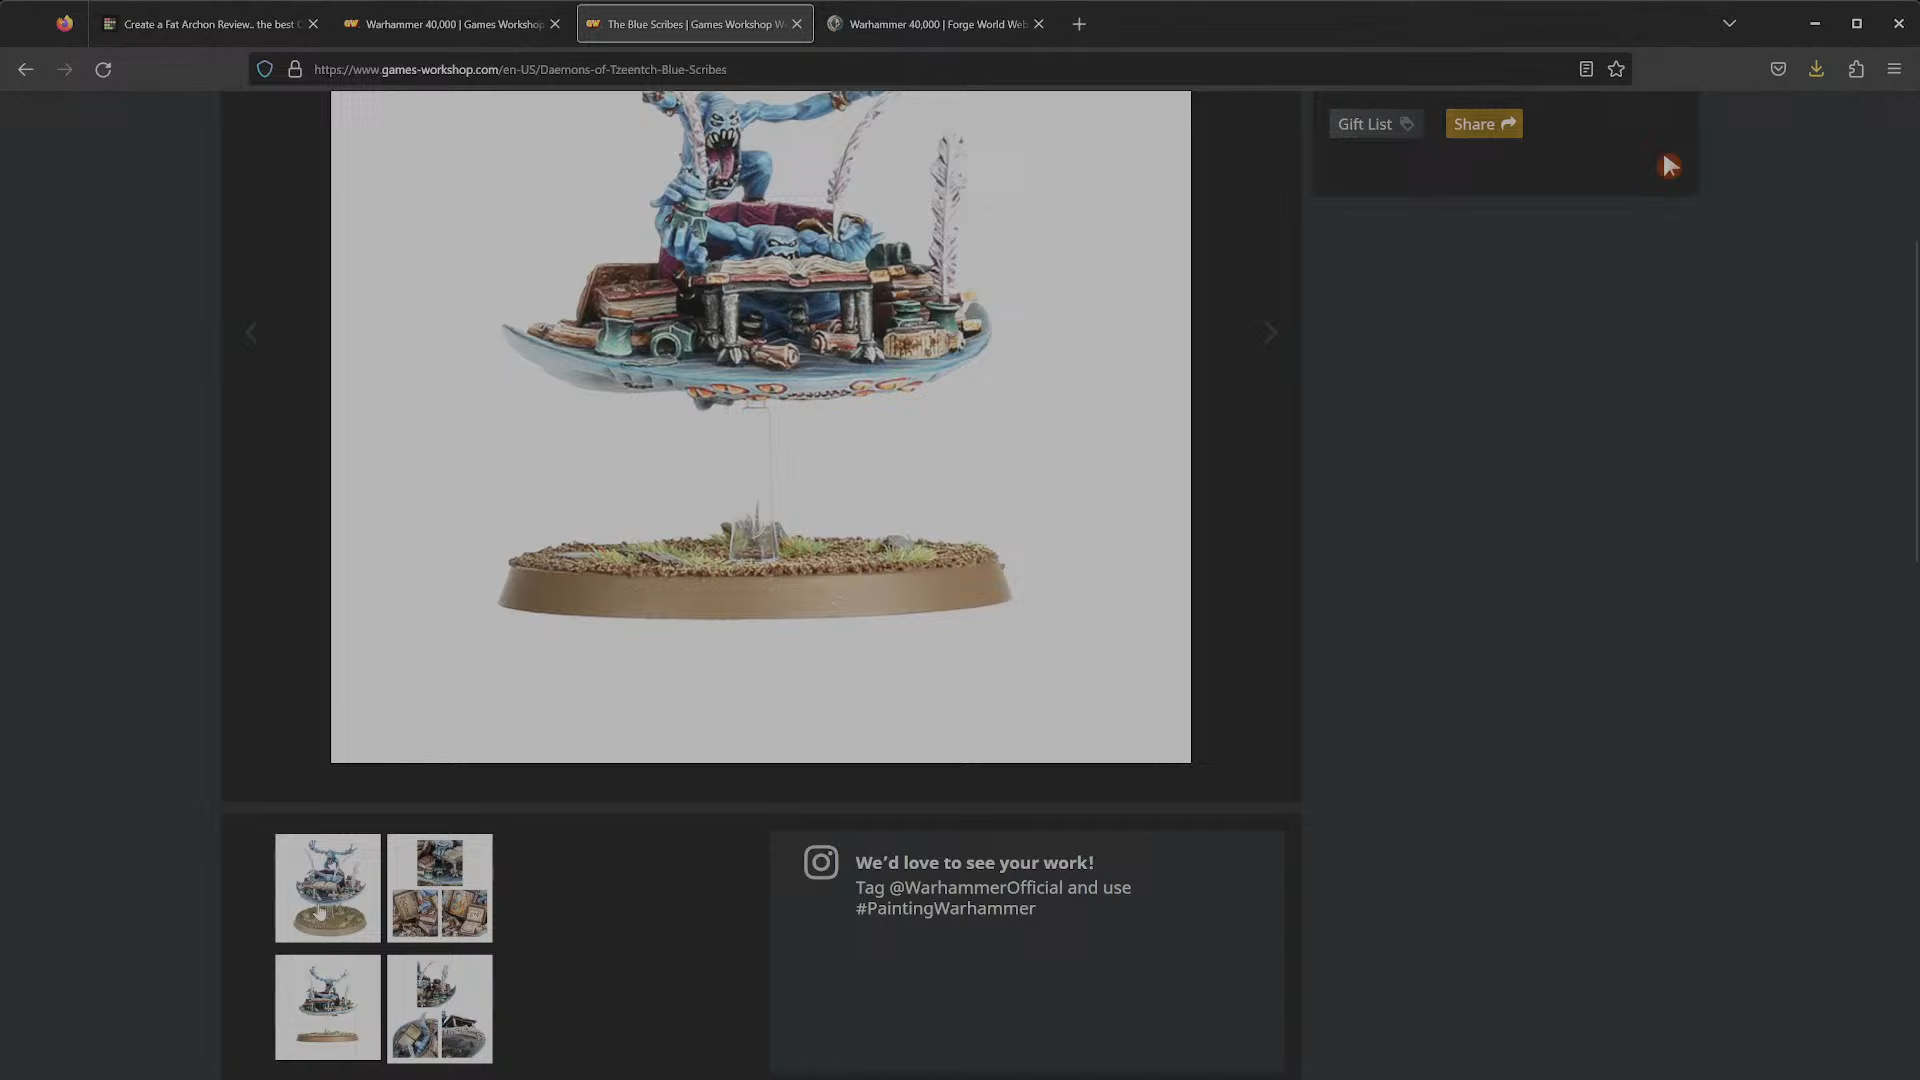 Create a Fat Archon Review.. the best
Warhammer 40,000 | Games Workshop
The Blue Scribes | Games Workshop W
Warhammer 40,000 | Forge World Web
https://www.games-workshop.com/en-US/Daemons-of-Tzeentch-Blue-Scribes
Gift List
Share
We'd love to see your work!
Tag @WarhammerOfficial and use
#PaintingWarhammer